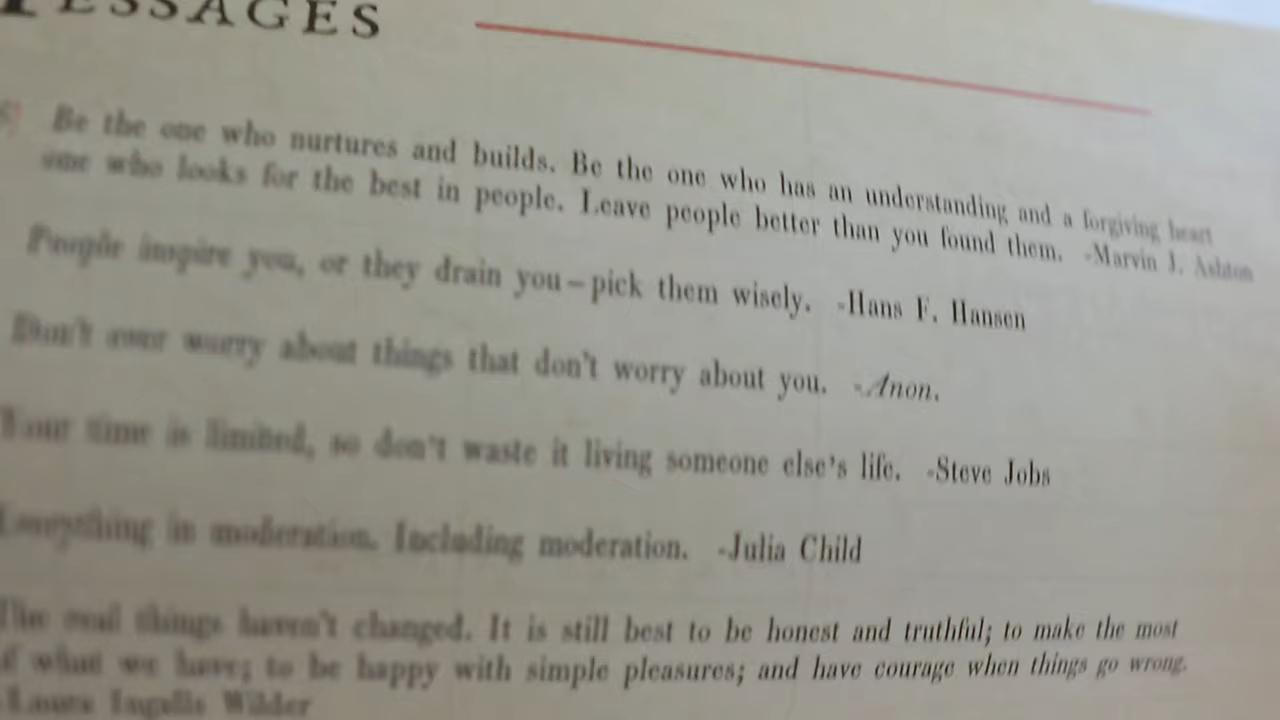 MESSAGES
Be the one who nurtures and builds. Be the one who has an understanding and a forgiving heart
one who looks for the best in people. Leave people better than you found them. -Marvin J. Ashton
People inspire you, or they drain you–pick them wisely. -Hans F. Hansen
Don't ever worry about things that don't worry about you. -Anon.
Your time is limited, so don't waste it living someone else's life. -Steve Jobs
Everything in moderation. Including moderation. -Julia Child
The real things haven't changed. It is still best to be honest and truthful; to make the most
of what we have; to be happy with simple pleasures; and have courage when things go wrong.
-Laura Ingalls Wilder